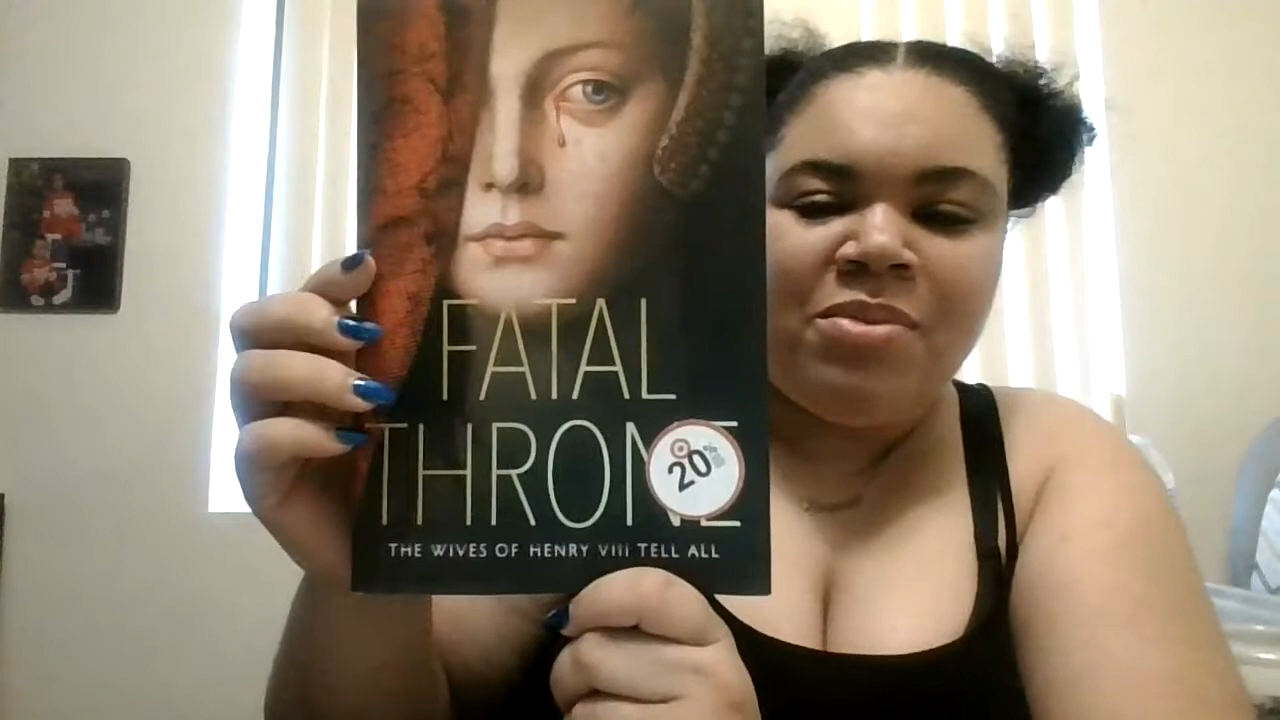 FATAL
THRONE
THE WIVES OF HENRY VIII TELL ALL
20%